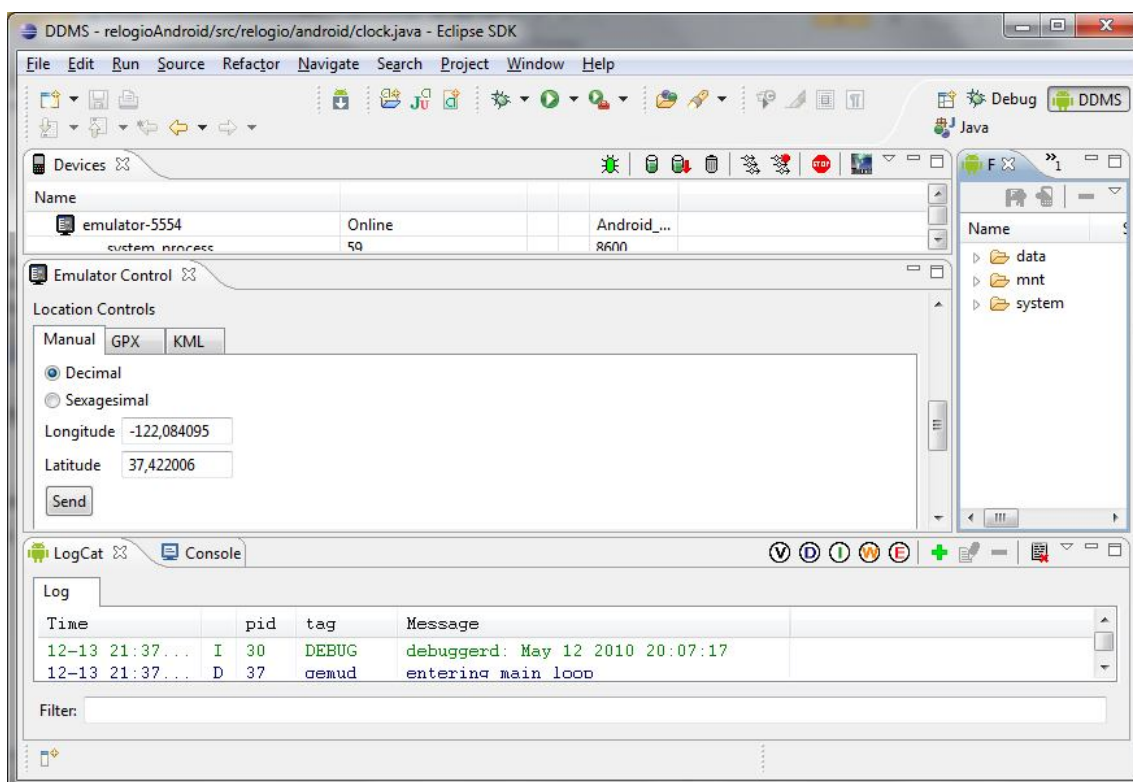 DDMS - relogioAndroid/src/relogio/android/clock.java - Eclipse SDK
File Edit Run Source Refactor Navigate Search Project Window Help
Debug DDMS
Java
Devices
Name
emulator-5554 Online Android_...
system_process 59 8600
F »1
Name S
data
mnt
system
Emulator Control
Location Controls
Manual GPX KML
Decimal
Sexagesimal
Longitude -122,084095
Latitude 37,422006
Send
LogCat Console
V D I W E
Log
Time pid tag Message
12-13 21:37... I 30 DEBUG debuggerd: May 12 2010 20:07:17
12-13 21:37... D 37 qemud entering main loop
Filter: